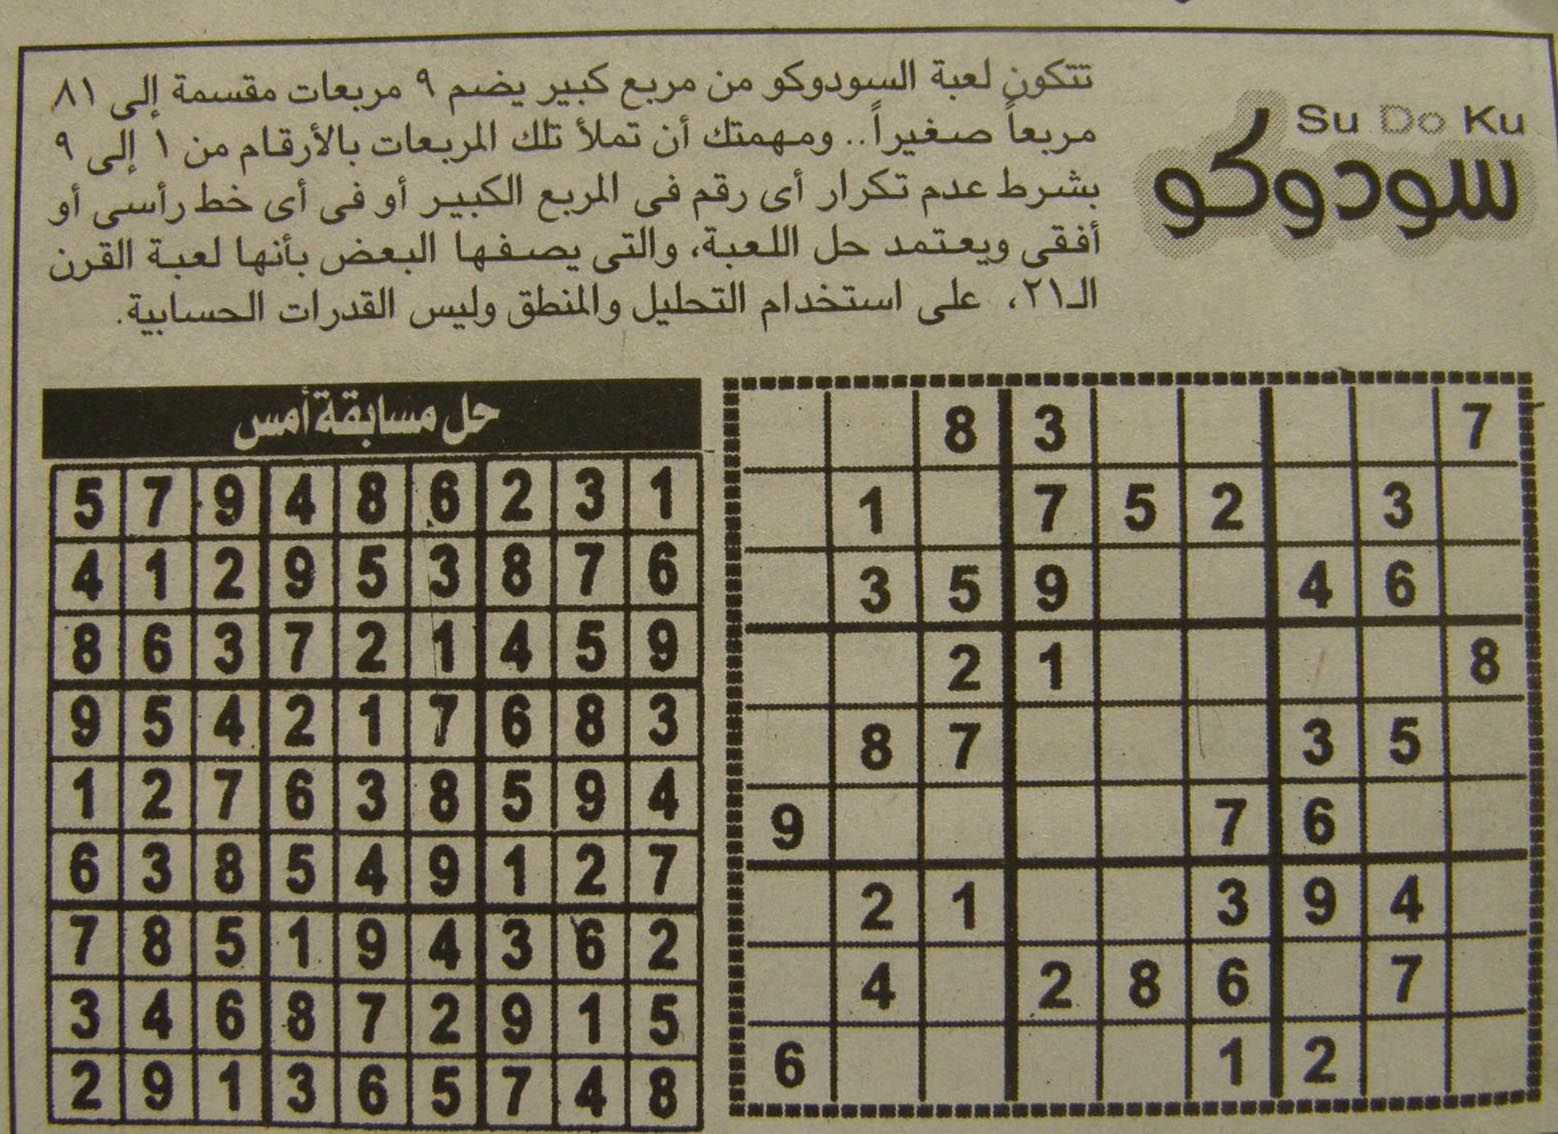 Su Do Ku
سودوكو
تتكون لعبة السودوكو من مربع كبير يضم ٩ مربعات مقسمة إلى ٨١
مربعاً صغيراً.. ومهمتك أن تملأ تلك المربعات بالأرقام من ١ إلى ٩
بشرط عدم تكرار أى رقم فى المربع الكبير أو فى أى خط رأسى أو
أفقى ويعتمد حل اللعبة، والتى يصفها البعض بأنها لعبة القرن
الـ٢١، على استخدام التحليل والمنطق وليس القدرات الحسابية.
8 3 7
1 7 5 2 3
3 5 9 4 6
2 1 8
8 7 3 5
9 7 6
2 1 3 9 4
4 2 8 6 7
6 1 2
حل مسابقة أمس
5 7 9 4 8 6 2 3 1
4 1 2 9 5 3 8 7 6
8 6 3 7 2 1 4 5 9
9 5 4 2 1 7 6 8 3
1 2 7 6 3 8 5 9 4
6 3 8 5 4 9 1 2 7
7 8 5 1 9 4 3 6 2
3 4 6 8 7 2 9 1 5
2 9 1 3 6 5 7 4 8